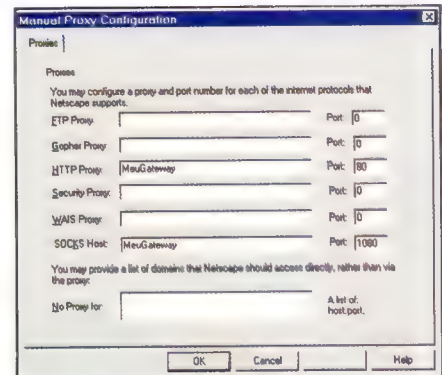 Manual Proxy Configuration
Proxies
Proxies
You may configure a proxy and port number for each of the internet protocols that
Netscape supports.
FTP Proxy: Port: 0
Gopher Proxy: Port: 0
HTTP Proxy: MeuGateway Port: 80
Security Proxy: Port: 0
WAIS Proxy: Port: 0
SOCKS Host: MeuGateway Port: 1080
You may provide a list of domains that Netscape should access directly, rather than via
the proxy:
No Proxy for: A list of:
host:port,
OK Cancel Help